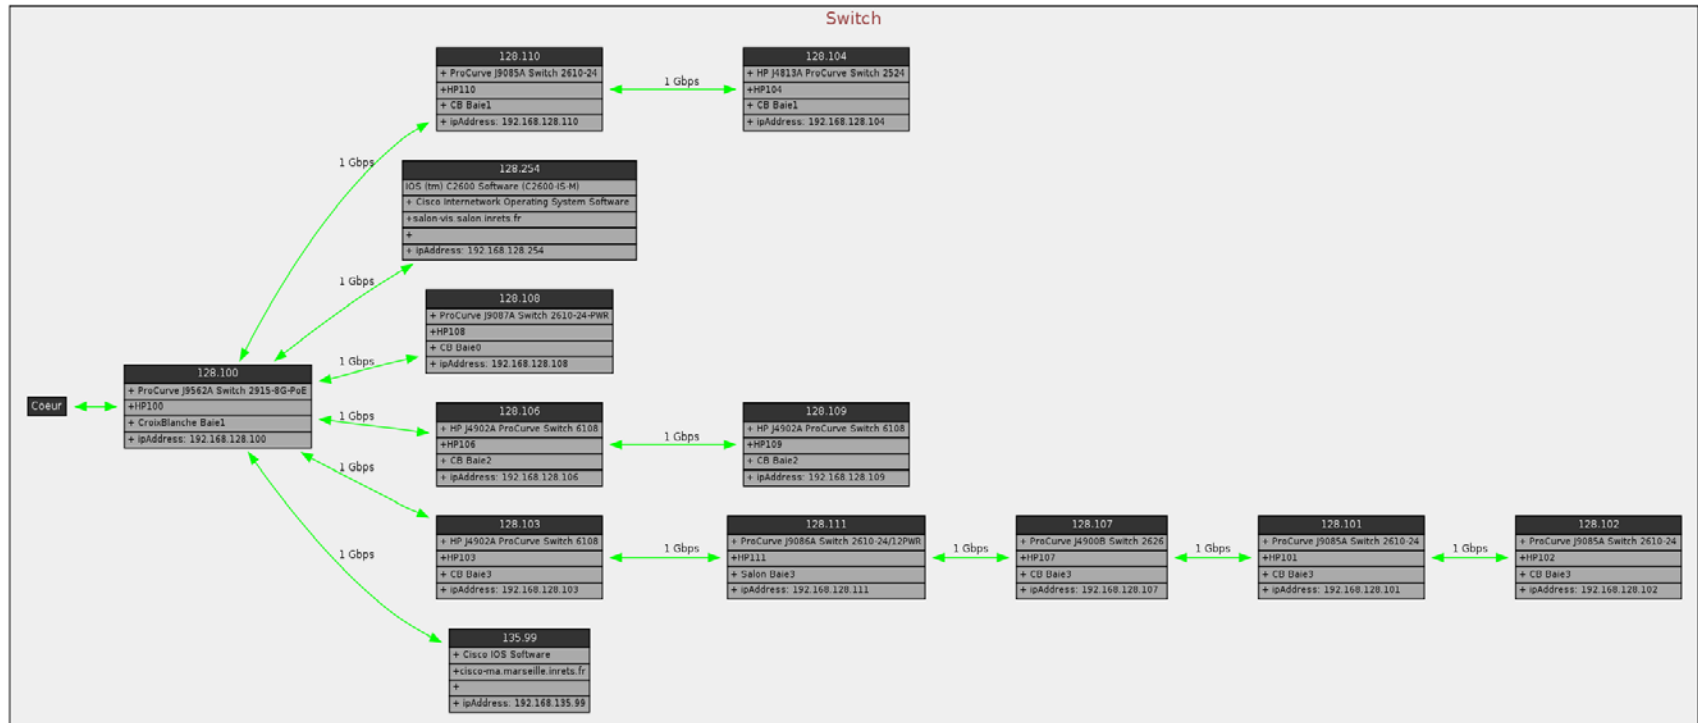 Switch
128.110
+ ProCurve J9085A Switch 2610-24
+HP110
+ CB Baie1
+ ipAddress: 192.168.128.110
1 Gbps
128.104
+ HP J4813A ProCurve Switch 2524
+HP104
+ CB Baie1
+ ipAddress: 192.168.128.104
1 Gbps
128.254
IOS (tm) C2600 Software (C2600-IS-M)
+ Cisco Internetwork Operating System Software
+salon-vis.salon.inrets.fr
+
+ ipAddress: 192.168.128.254
1 Gbps
128.108
+ ProCurve J9087A Switch 2610-24-PWR
+HP108
+ CB Baie0
+ ipAddress: 192.168.128.108
1 Gbps
Coeur
128.100
+ ProCurve J9562A Switch 2915-8G-PoE
+HP100
+ CroixBlanche Baie1
+ ipAddress: 192.168.128.100
1 Gbps
128.106
+ HP J4902A ProCurve Switch 6108
+HP106
+ CB Baie2
+ ipAddress: 192.168.128.106
1 Gbps
128.109
+ HP J4902A ProCurve Switch 6108
+HP109
+ CB Baie2
+ ipAddress: 192.168.128.109
1 Gbps
128.103
+ HP J4902A ProCurve Switch 6108
+HP103
+ CB Baie3
+ ipAddress: 192.168.128.103
1 Gbps
128.111
+ ProCurve J9086A Switch 2610-24/12PWR
+HP111
+ Salon Baie3
+ ipAddress: 192.168.128.111
1 Gbps
128.107
+ ProCurve J4900B Switch 2626
+HP107
+ CB Baie3
+ ipAddress: 192.168.128.107
1 Gbps
128.101
+ ProCurve J9085A Switch 2610-24
+HP101
+ CB Baie3
+ ipAddress: 192.168.128.101
1 Gbps
128.102
+ ProCurve J9085A Switch 2610-24
+HP102
+ CB Baie3
+ ipAddress: 192.168.128.102
1 Gbps
135.99
+ Cisco IOS Software
+cisco-ma.marseille.inrets.fr
+
+ ipAddress: 192.168.135.99